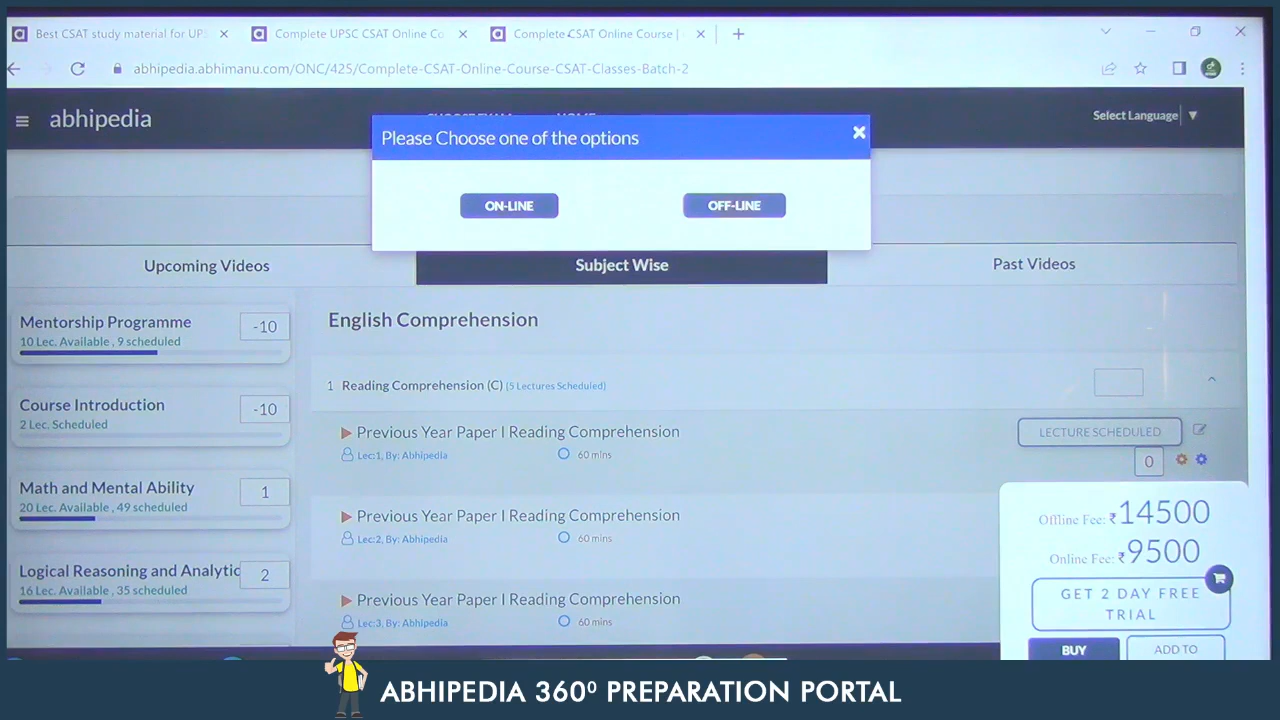 Best CSAT study material for UPS
Complete UPSC CSAT Online Co
Complete CSAT Online Course |
abhipedia.abhimanu.com/ONC/425/Complete-CSAT-Online-Course-CSAT-Classes-Batch-2
abhipedia
Select Language
Please Choose one of the options
ON-LINE
OFF-LINE
Upcoming Videos
Subject Wise
Past Videos
Mentorship Programme
-10
10 Lec. Available , 9 scheduled
Course Introduction
-10
2 Lec. Scheduled
Math and Mental Ability
1
20 Lec. Available , 49 scheduled
Logical Reasoning and Analytic
2
16 Lec. Available , 35 scheduled
English Comprehension
1 Reading Comprehension (C) (5 Lectures Scheduled)
Previous Year Paper I Reading Comprehension
LECTURE SCHEDULED
Lec:1, By: Abhipedia
60 mins
0
Previous Year Paper I Reading Comprehension
Lec:2, By: Abhipedia
60 mins
Previous Year Paper I Reading Comprehension
Lec:3, By: Abhipedia
60 mins
Offline Fee: ₹14500
Online Fee: ₹9500
GET 2 DAY FREE
TRIAL
BUY
ADD TO
ABHIPEDIA 360⁰ PREPARATION PORTAL